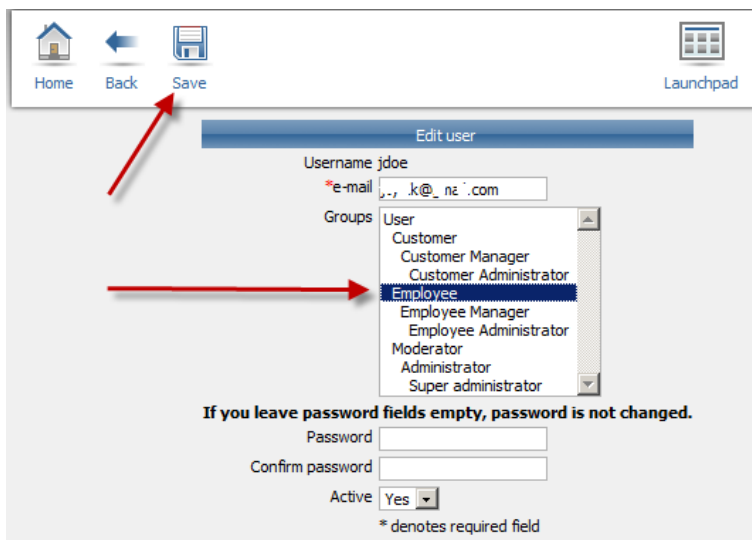 Home Back Save Launchpad
Edit user
Username jdoe
*e-mail .com
Groups User
Customer
Customer Manager
Customer Administrator
Employee
Employee Manager
Employee Administrator
Moderator
Administrator
Super administrator
If you leave password fields empty, password is not changed.
Password
Confirm password
Active Yes
* denotes required field